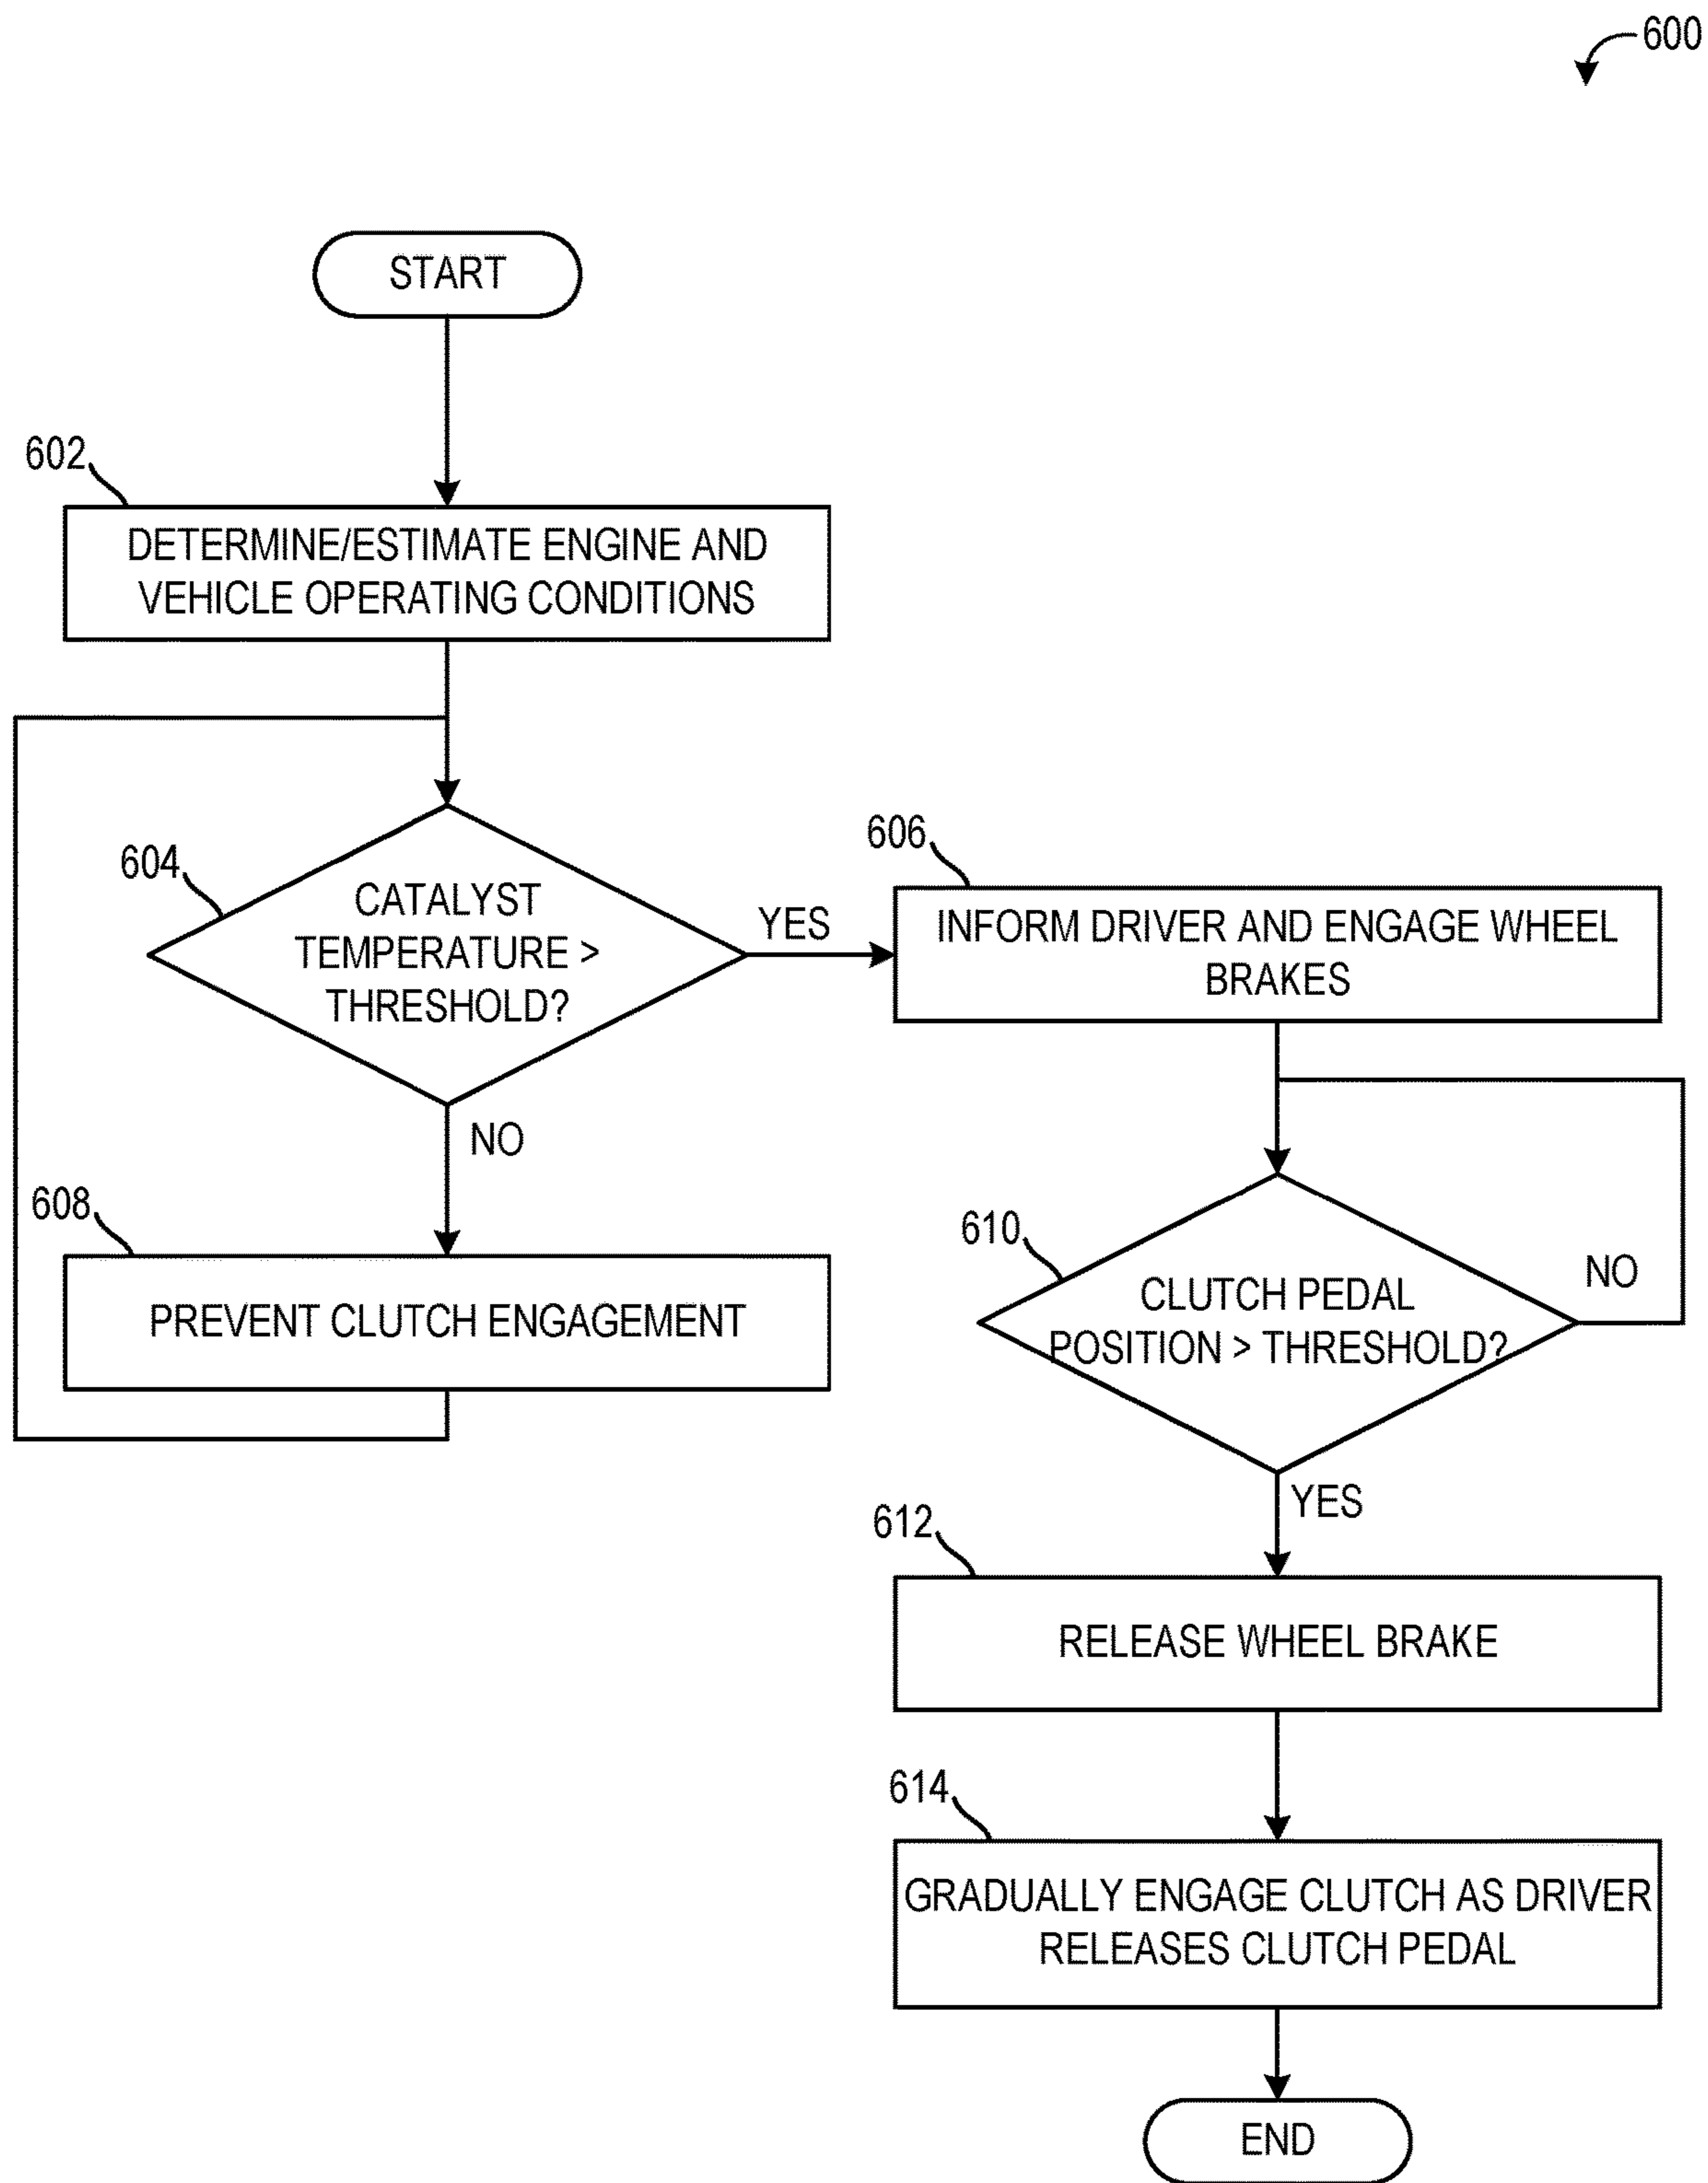 600
START
602
DETERMINE/ESTIMATE ENGINE AND
VEHICLE OPERATING CONDITIONS
604
CATALYST
TEMPERATURE >
THRESHOLD?
YES
NO
606
INFORM DRIVER AND ENGAGE WHEEL
BRAKES
608
PREVENT CLUTCH ENGAGEMENT
610
CLUTCH PEDAL
POSITION > THRESHOLD?
NO
YES
612
RELEASE WHEEL BRAKE
614
GRADUALLY ENGAGE CLUTCH AS DRIVER
RELEASES CLUTCH PEDAL
END